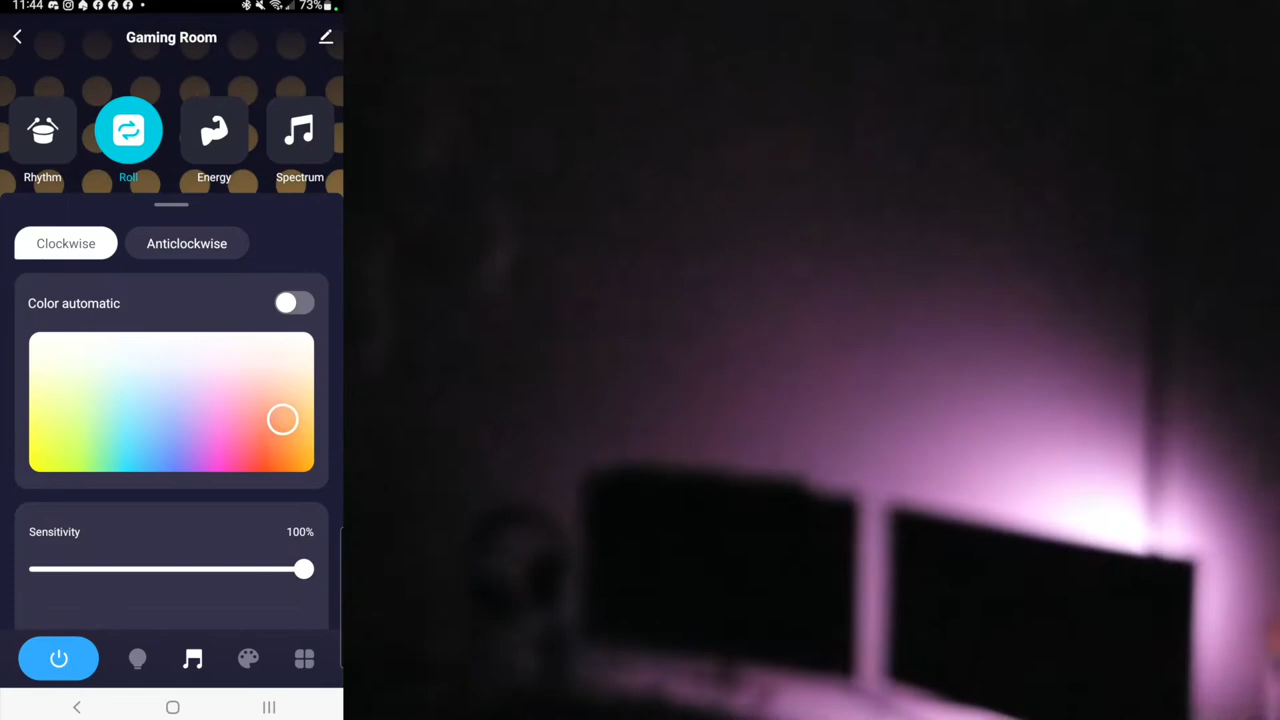 11:44 73%
Gaming Room
Rhythm Roll Energy Spectrum
Clockwise Anticlockwise
Color automatic
Sensitivity 100%